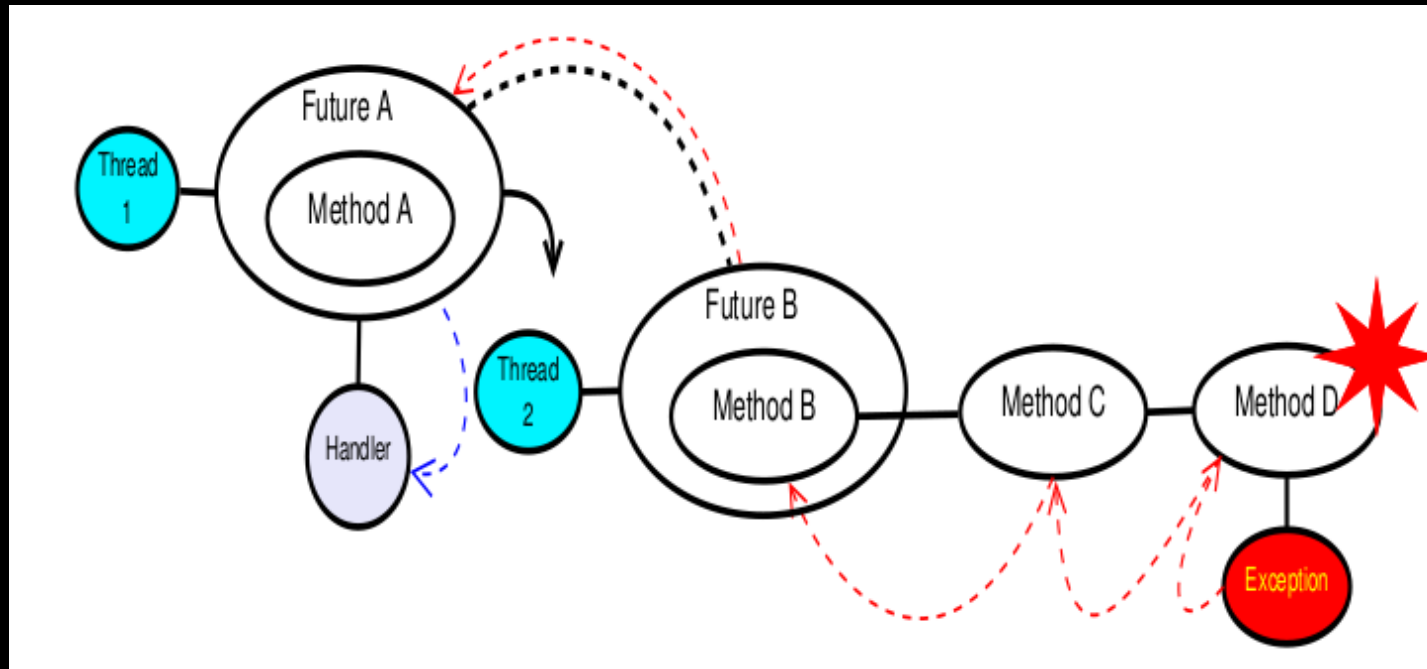 Future A
Thread
1
Method A
Handler
Future B
Thread
2
Method B
Method C
Method D
Exception